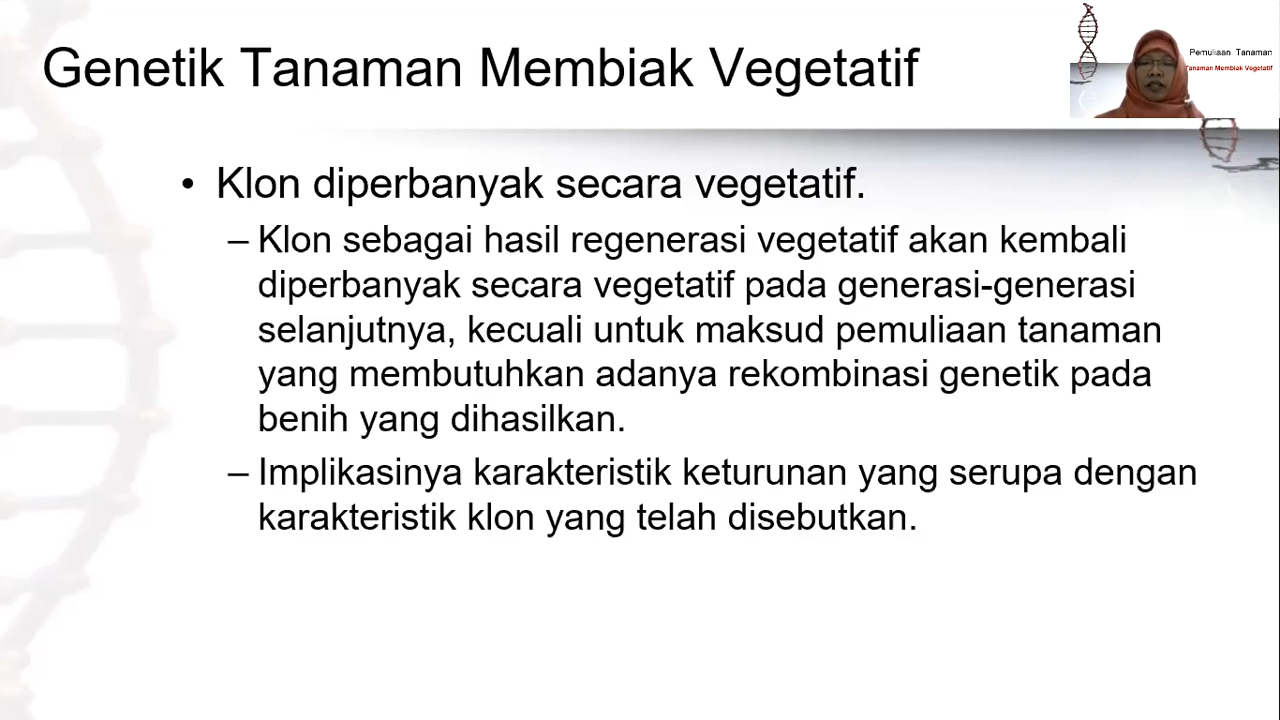 Genetik Tanaman Membiak Vegetatif
Pemuliaan Tanaman
Tanaman Membiak Vegetatif
• Klon diperbanyak secara vegetatif.
– Klon sebagai hasil regenerasi vegetatif akan kembali
diperbanyak secara vegetatif pada generasi-generasi
selanjutnya, kecuali untuk maksud pemuliaan tanaman
yang membutuhkan adanya rekombinasi genetik pada
benih yang dihasilkan.
– Implikasinya karakteristik keturunan yang serupa dengan
karakteristik klon yang telah disebutkan.